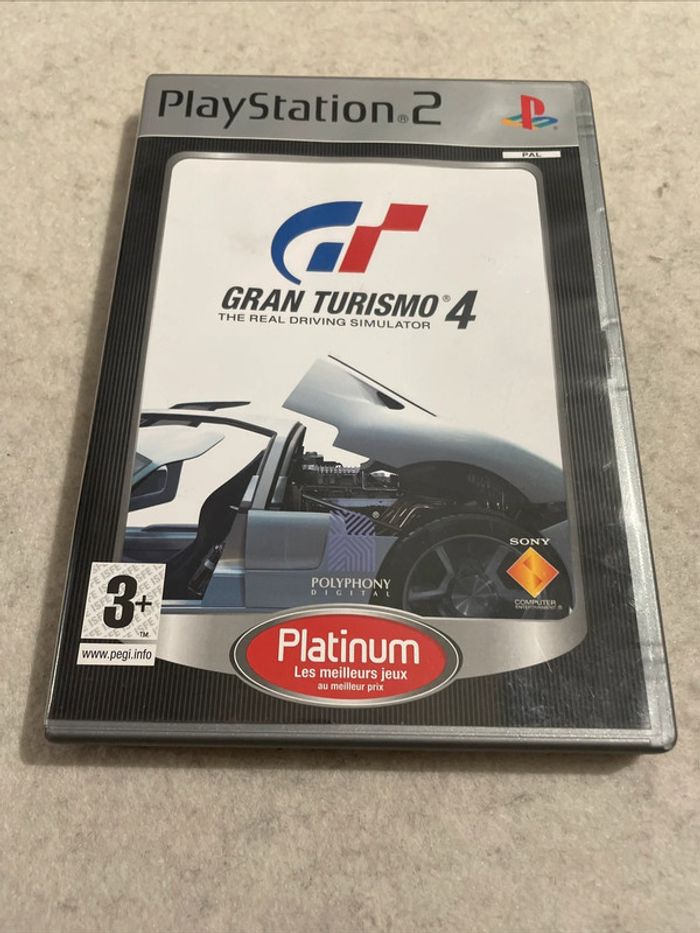 PlayStation®2
PAL
GRAN TURISMO® 4
THE REAL DRIVING SIMULATOR
®
POLYPHONY
DIGITAL
SONY
COMPUTER
ENTERTAINMENT®
3+
TM
www.pegi.info
Platinum
Les meilleurs jeux
au meilleur prix